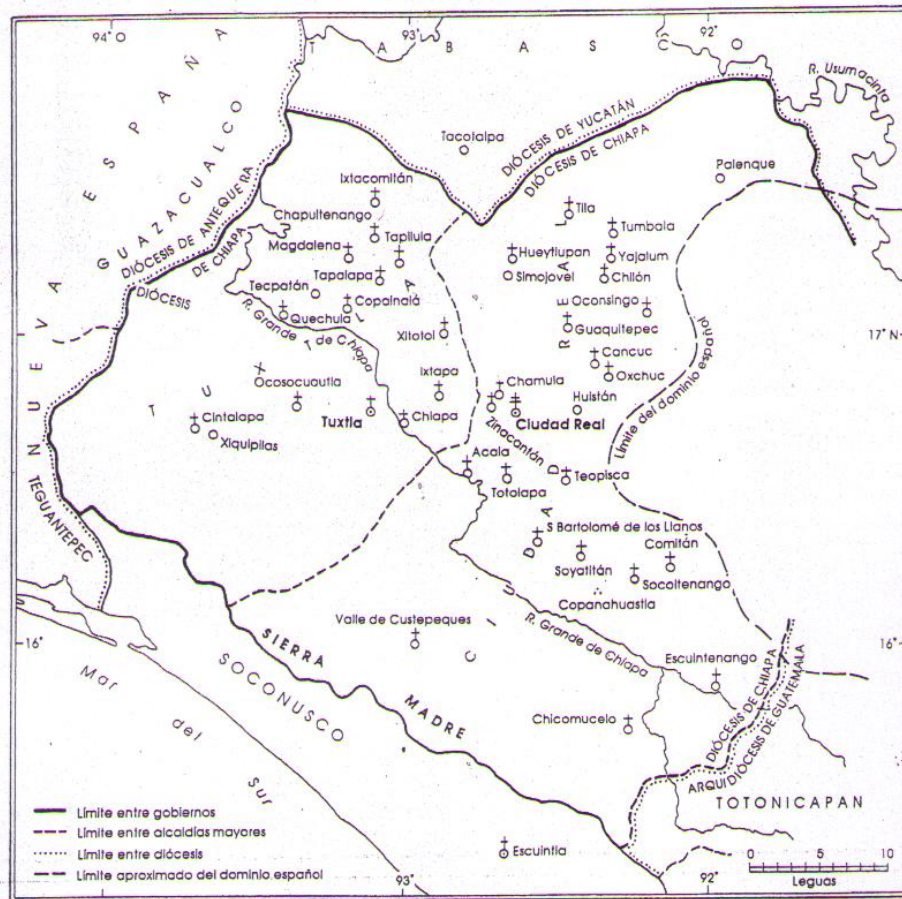 94°
93°
92°
T A B A S C O
R. Usumacinta
NUEVA ESPAÑA
GUAZACUALCO
DIÓCESIS DE ANTEQUERA
DIÓCESIS DE CHIAPA
DIÓCESIS DE YUCATÁN
DIÓCESIS DE CHIAPA
Tacotalpa
Palenque
Ixtacomitán
Chapultenango
Tapilula
Magdalena
Tapalapa
Tecpatán
Copainalá
Quechula
R. Grande de Chiapa
Xitotol
Tila
Tumbala
Hueytiupan
Yajalum
Simojovel
Chilón
Oconsingo
Guaquitepec
Cancuc
Oxchuc
17° N
Límite del dominio español
TUXTLA
Ocosocuautla
Cintalapa
Xiquipilas
Tuxtla
Ixtapa
Chiapa
Chamula
Zinacantán
Ciudad Real
Huistán
CIUDAD REAL
Acala
Totolapa
Teopisca
TEGUANTEPEC
S Bartolomé de los Llanos
Comitán
Soyatitán
Socoltenango
Copanahuastla
Valle de Custepeques
R. Grande de Chiapa
16°
16°
SIERRA MADRE
SOCONUSCO
Mar del Sur
Escuintenango
Chicomucelo
DIÓCESIS DE CHIAPA
ARQUIDIÓCESIS DE GUATEMALA
TOTONICAPAN
Escuintla
Límite entre gobiernos
Límite entre alcaldías mayores
Límite entre diócesis
Límite aproximado del dominio español
0 5 10
Leguas
93°
92°